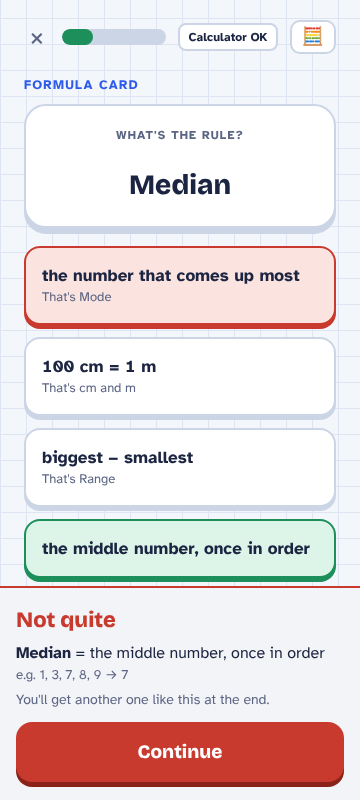 ×
Calculator OK
FORMULA CARD
WHAT'S THE RULE?
Median
the number that comes up most
That's Mode
100 cm = 1 m
That's cm and m
biggest – smallest
That's Range
the middle number, once in order
Not quite
Median = the middle number, once in order
e.g. 1, 3, 7, 8, 9 → 7
You'll get another one like this at the end.
Continue